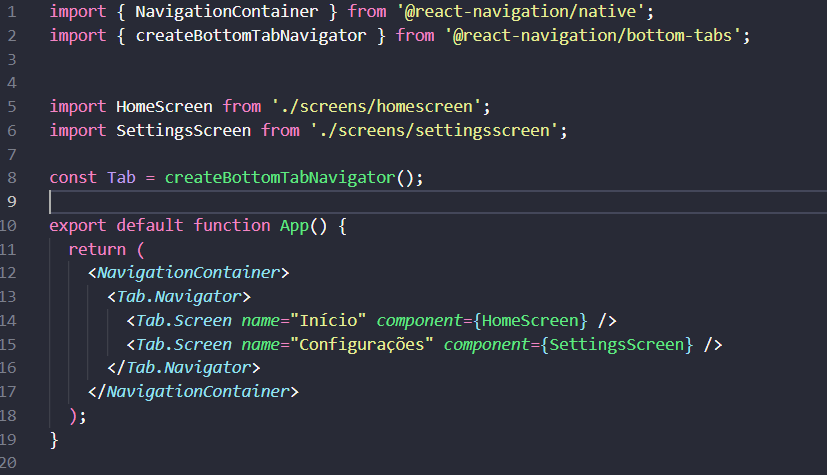 1 import { NavigationContainer } from '@react-navigation/native';
2 import { createBottomTabNavigator } from '@react-navigation/bottom-tabs';
3
4
5 import HomeScreen from './screens/homescreen';
6 import SettingsScreen from './screens/settingsscreen';
7
8 const Tab = createBottomTabNavigator();
9
10 export default function App() {
11   return (
12     <NavigationContainer>
13       <Tab.Navigator>
14         <Tab.Screen name="Início" component={HomeScreen} />
15         <Tab.Screen name="Configurações" component={SettingsScreen} />
16       </Tab.Navigator>
17     </NavigationContainer>
18   );
19 }
20